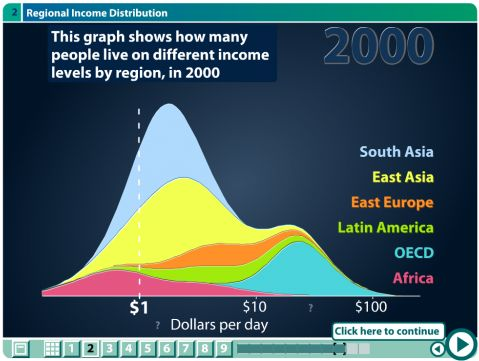 2 Regional Income Distribution
This graph shows how many
people live on different income
levels by region, in 2000
2000
South Asia
East Asia
East Europe
Latin America
OECD
Africa
$1 $10 ? $100
? Dollars per day
Click here to continue
1 2 3 4 5 6 7 8 9